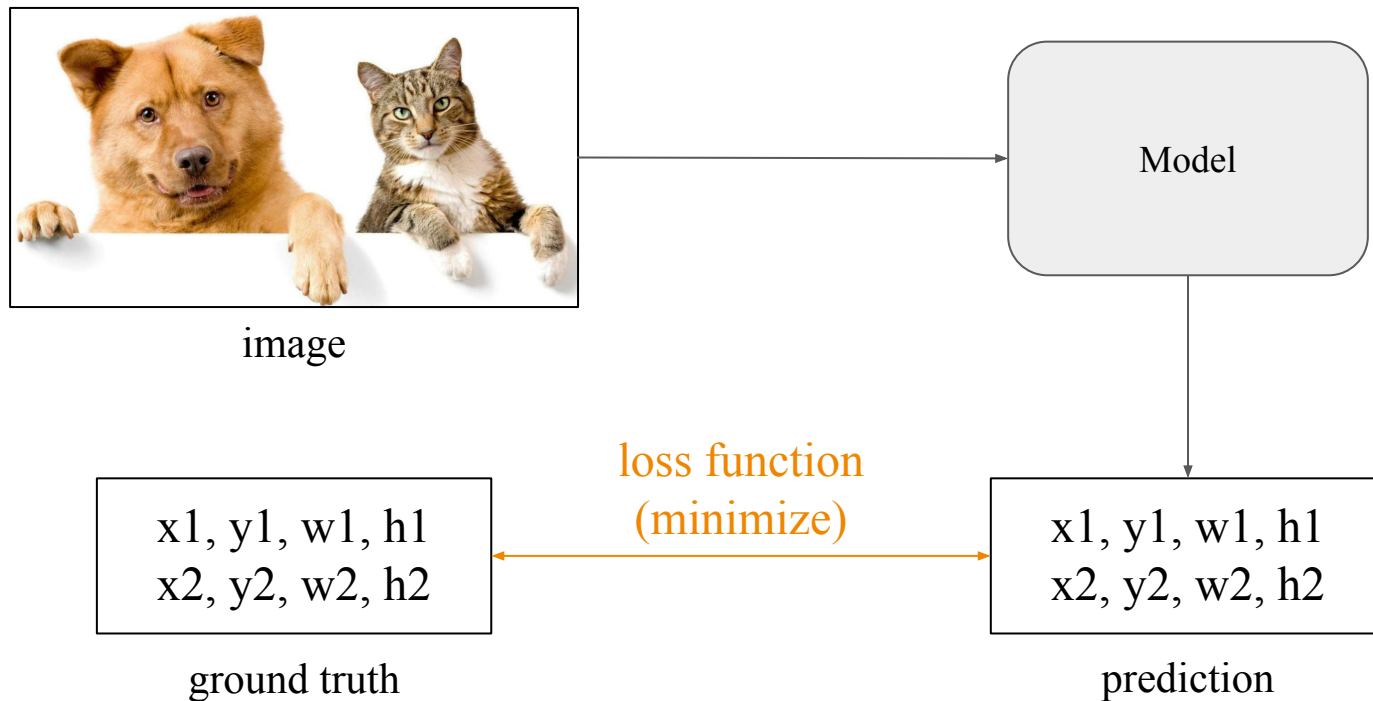 Model
image
loss function
(minimize)
x1, y1, w1, h1
x2, y2, w2, h2
ground truth
x1, y1, w1, h1
x2, y2, w2, h2
prediction